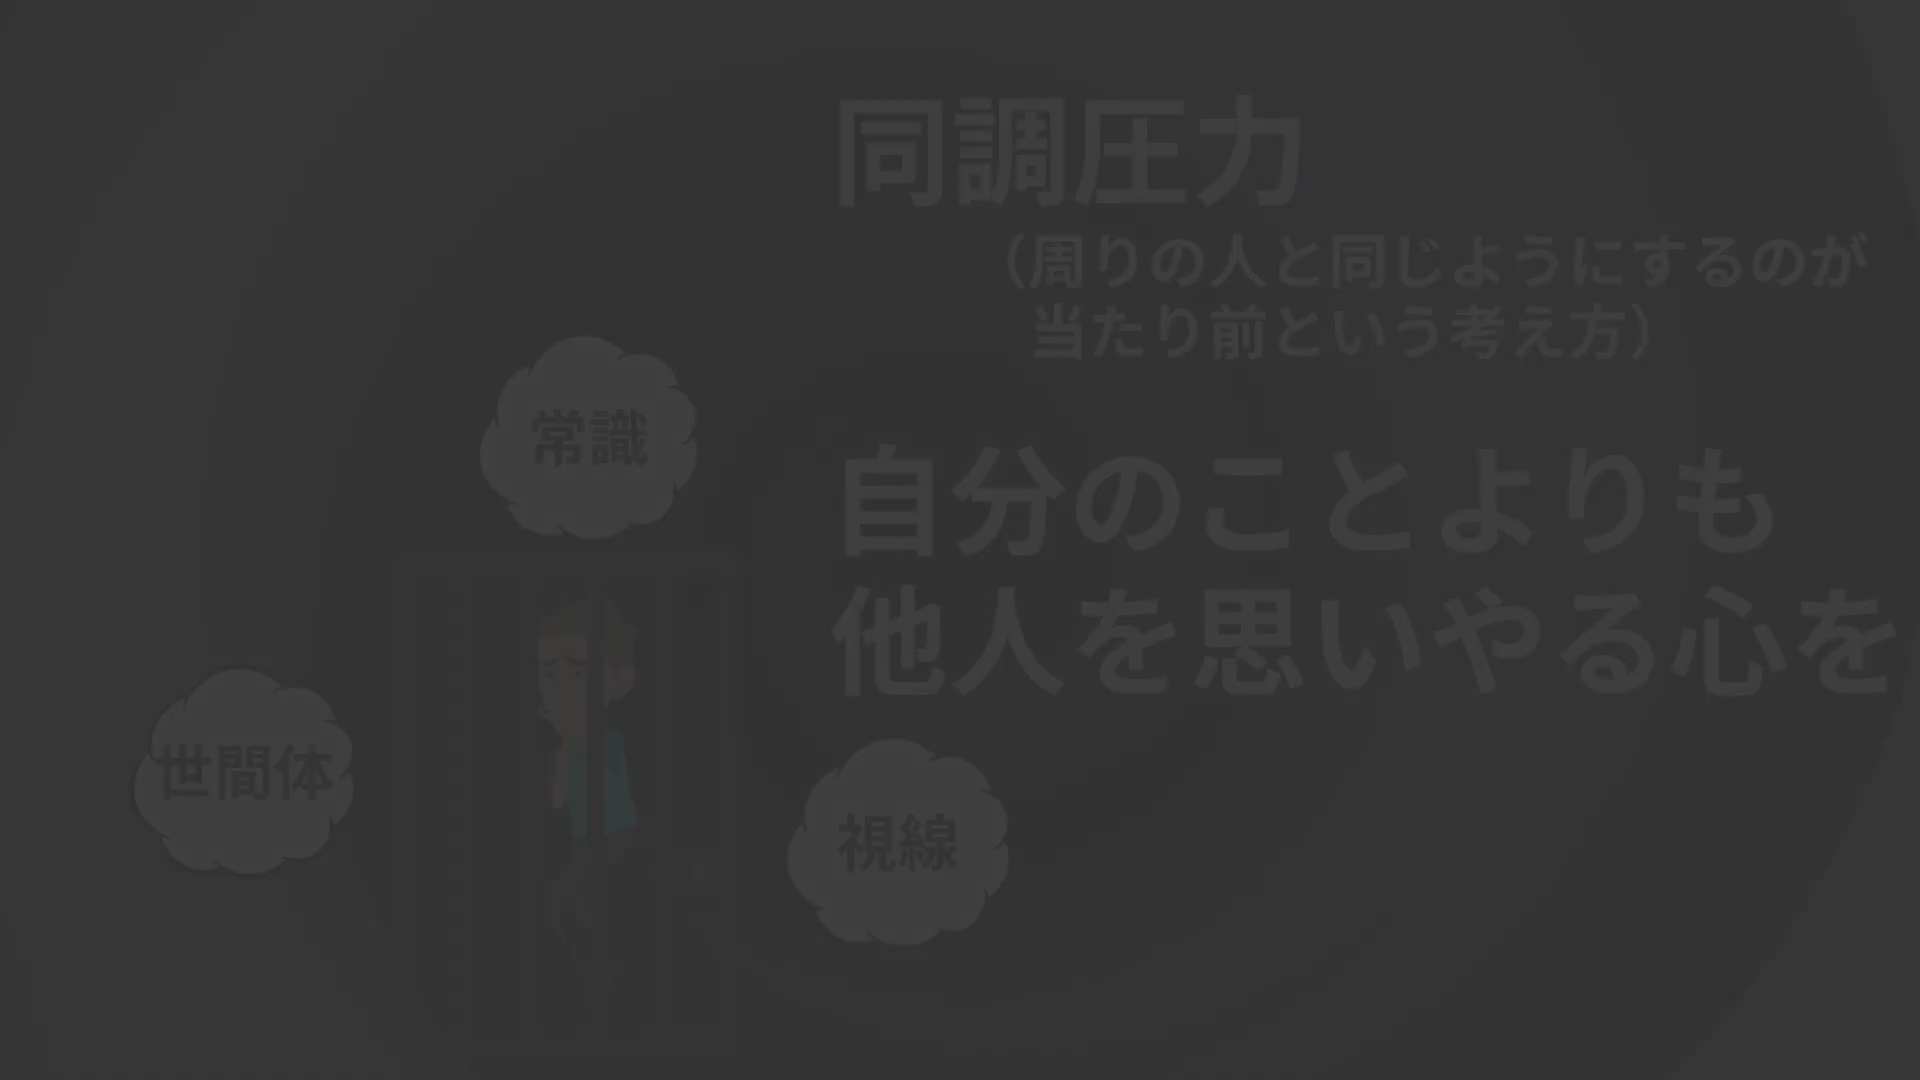 同調圧力
（周りの人と同じようにするのが
当たり前という考え方）
常識
自分のことよりも
他人を思いやる心を
世間体
視線